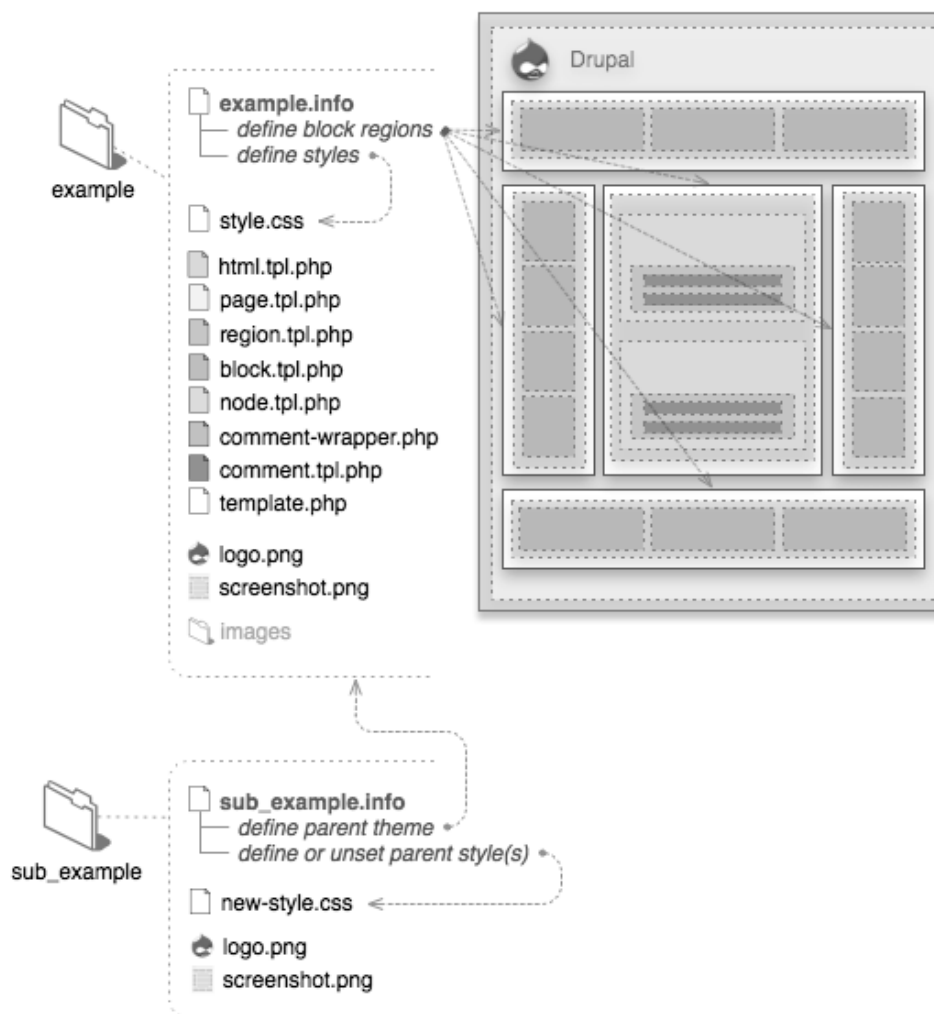 Drupal
example
example.info
define block regions
define styles
style.css
html.tpl.php
page.tpl.php
region.tpl.php
block.tpl.php
node.tpl.php
comment-wrapper.php
comment.tpl.php
template.php
logo.png
screenshot.png
images
sub_example
sub_example.info
define parent theme
define or unset parent style(s)
new-style.css
logo.png
screenshot.png